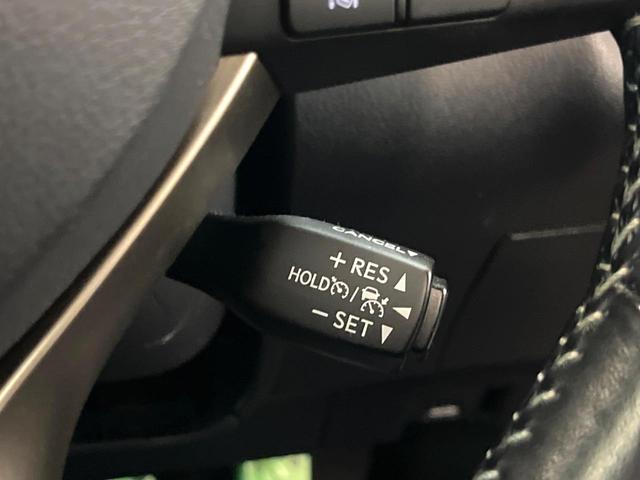 CANCEL
+ RES ▲
HOLD / ◀
− SET ▼